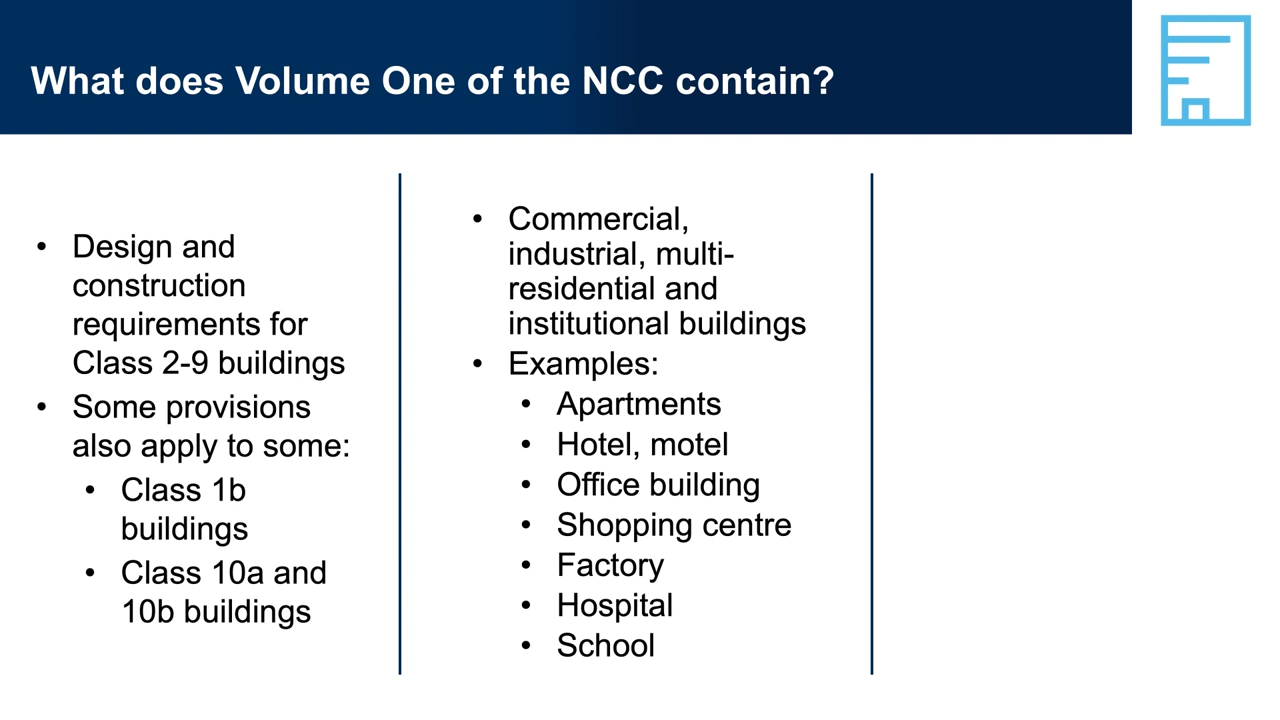 What does Volume One of the NCC contain?
• Design and
construction
requirements for
Class 2-9 buildings
• Some provisions
also apply to some:
• Class 1b
buildings
• Class 10a and
10b buildings
• Commercial,
industrial, multi-
residential and
institutional buildings
• Examples:
• Apartments
• Hotel, motel
• Office building
• Shopping centre
• Factory
• Hospital
• School